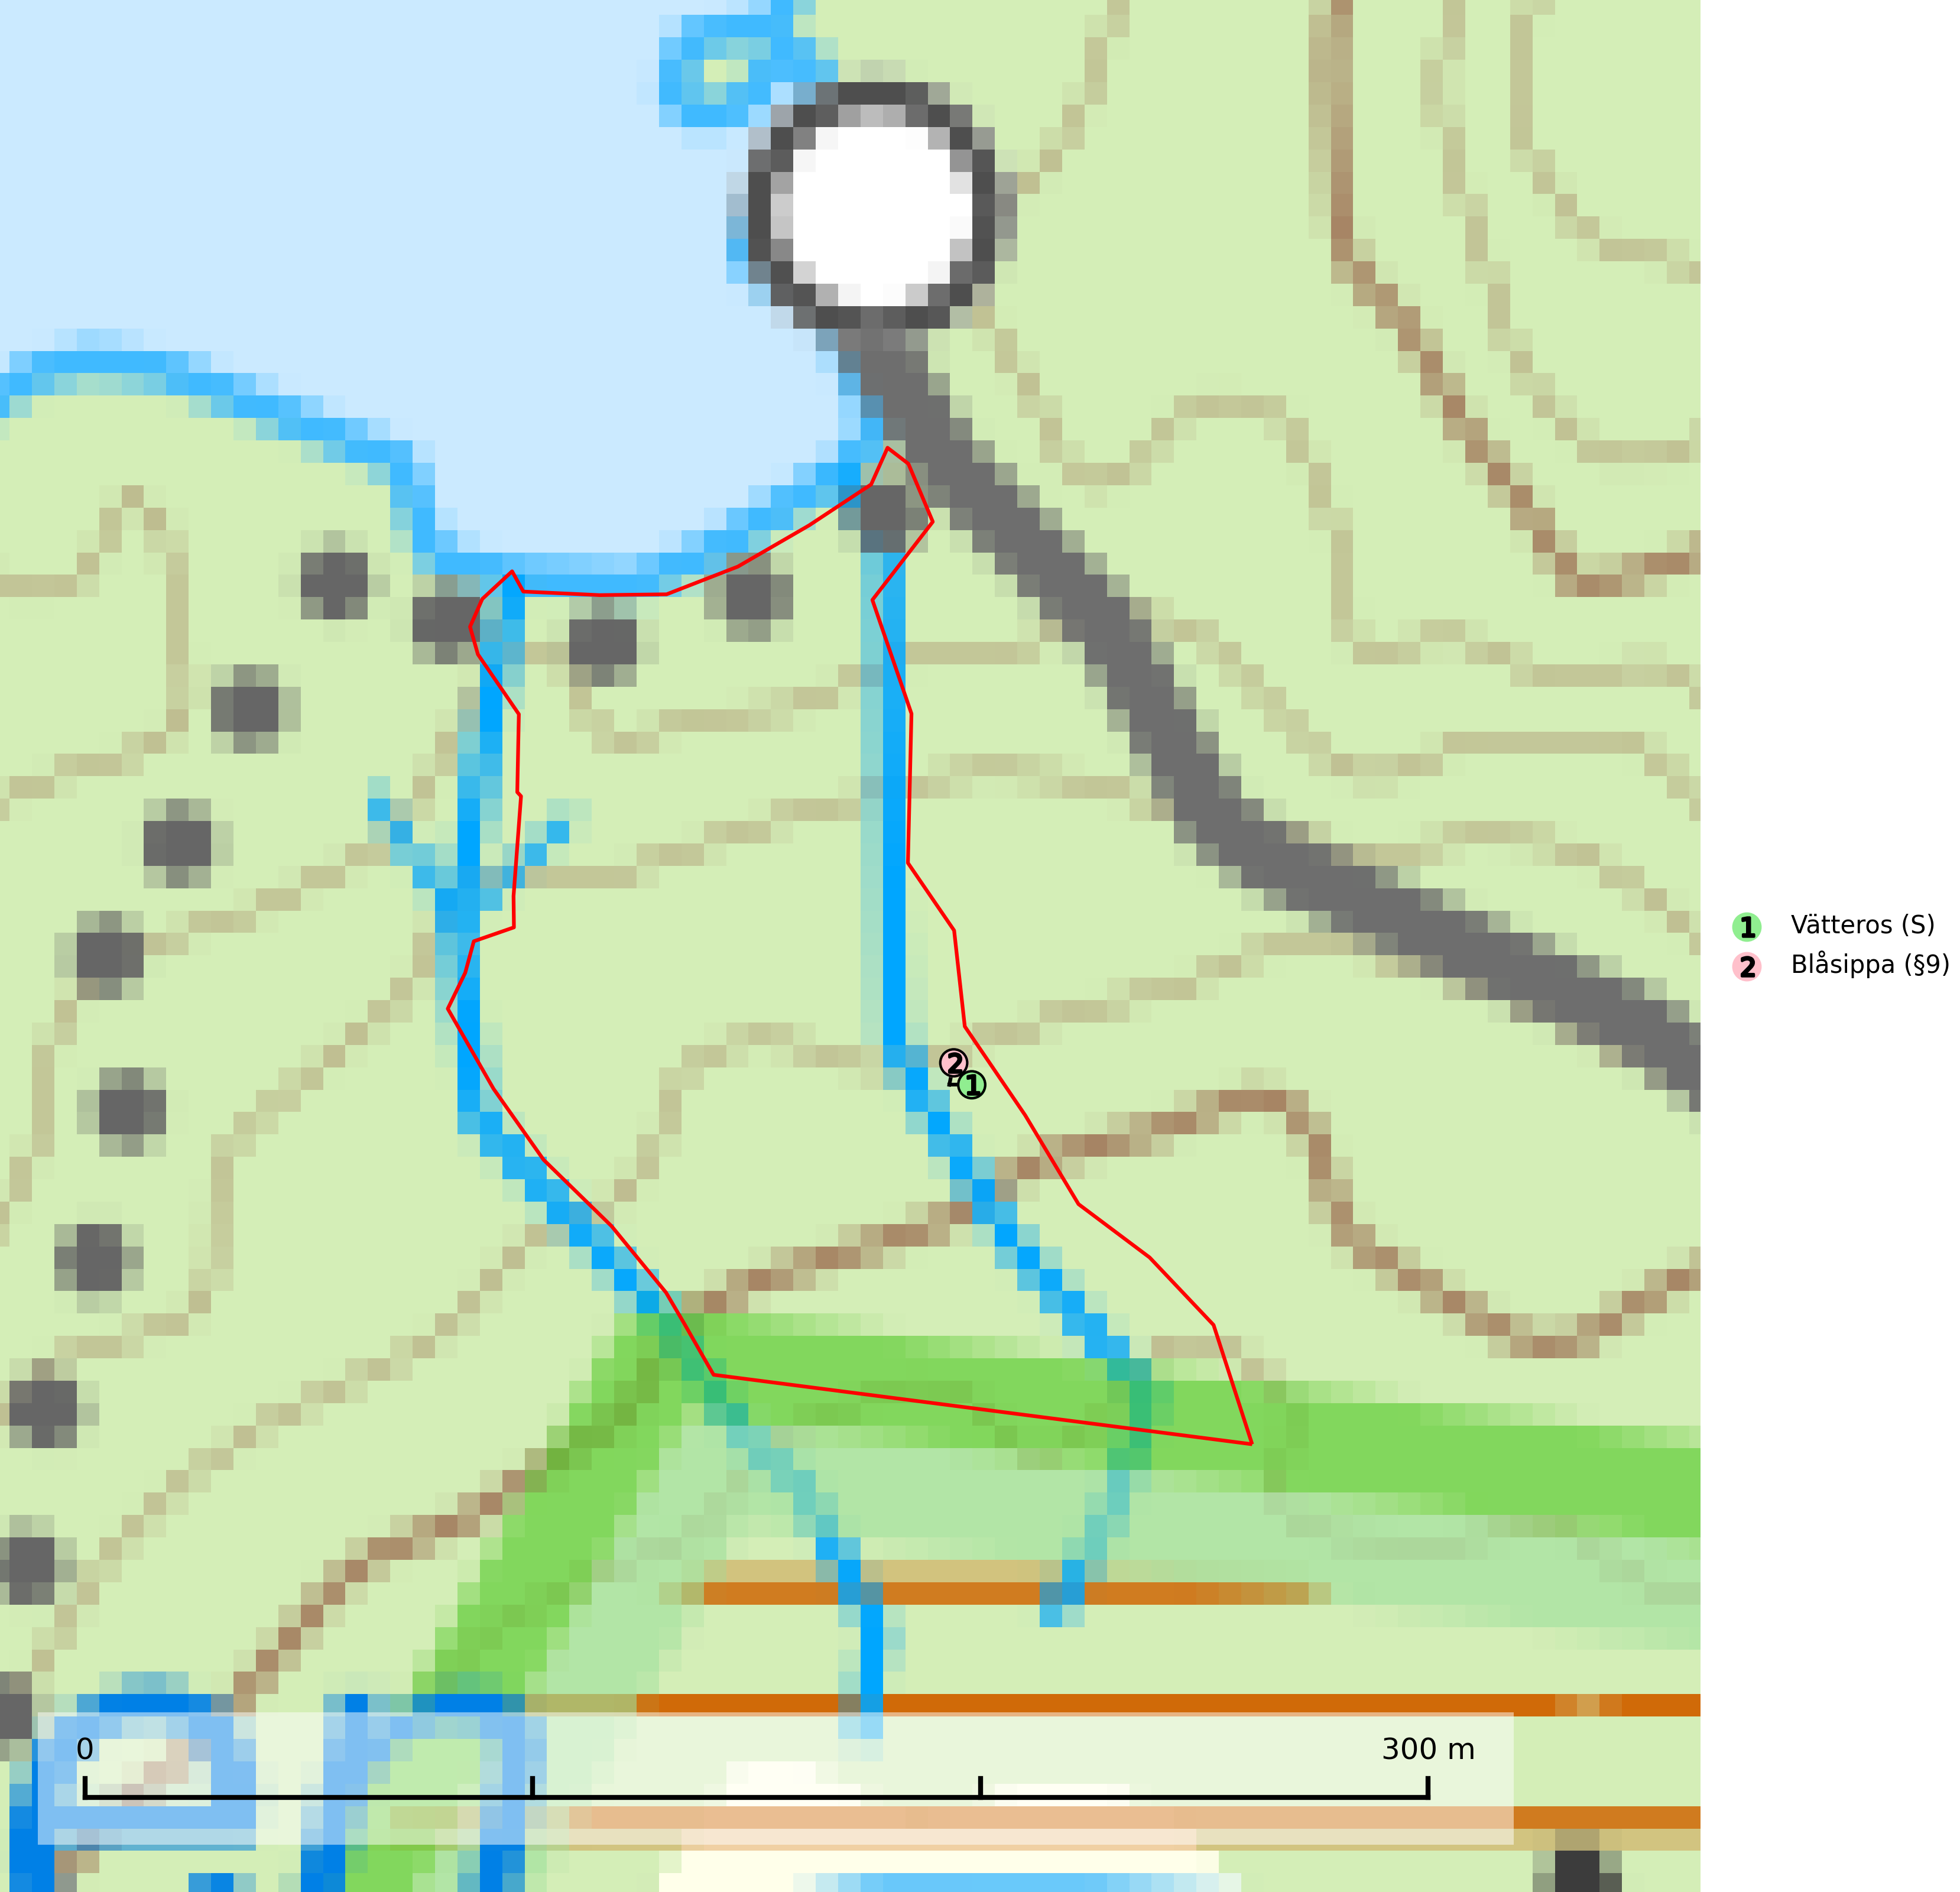 2
1
1 Vätteros (S)
2 Blåsippa (§9)
0 300 m